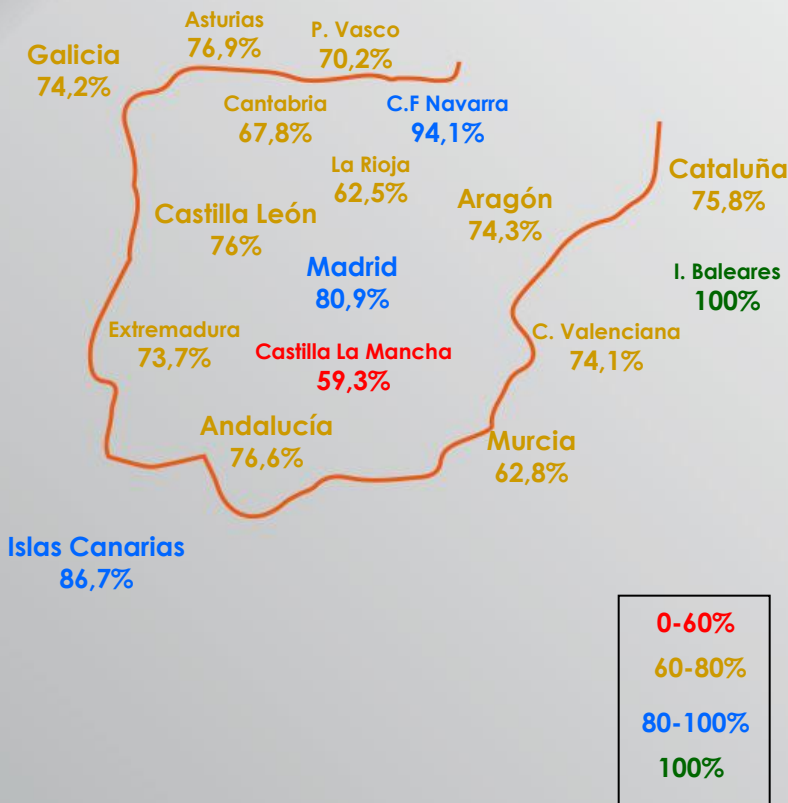 Asturias
76,9%
P. Vasco
70,2%
Galicia
74,2%
Cantabria
67,8%
C.F Navarra
94,1%
La Rioja
62,5%
Cataluña
75,8%
Aragón
74,3%
Castilla León
76%
Madrid
80,9%
I. Baleares
100%
Extremadura
73,7%
C. Valenciana
74,1%
Castilla La Mancha
59,3%
Andalucía
76,6%
Murcia
62,8%
Islas Canarias
86,7%
0-60%
60-80%
80-100%
100%